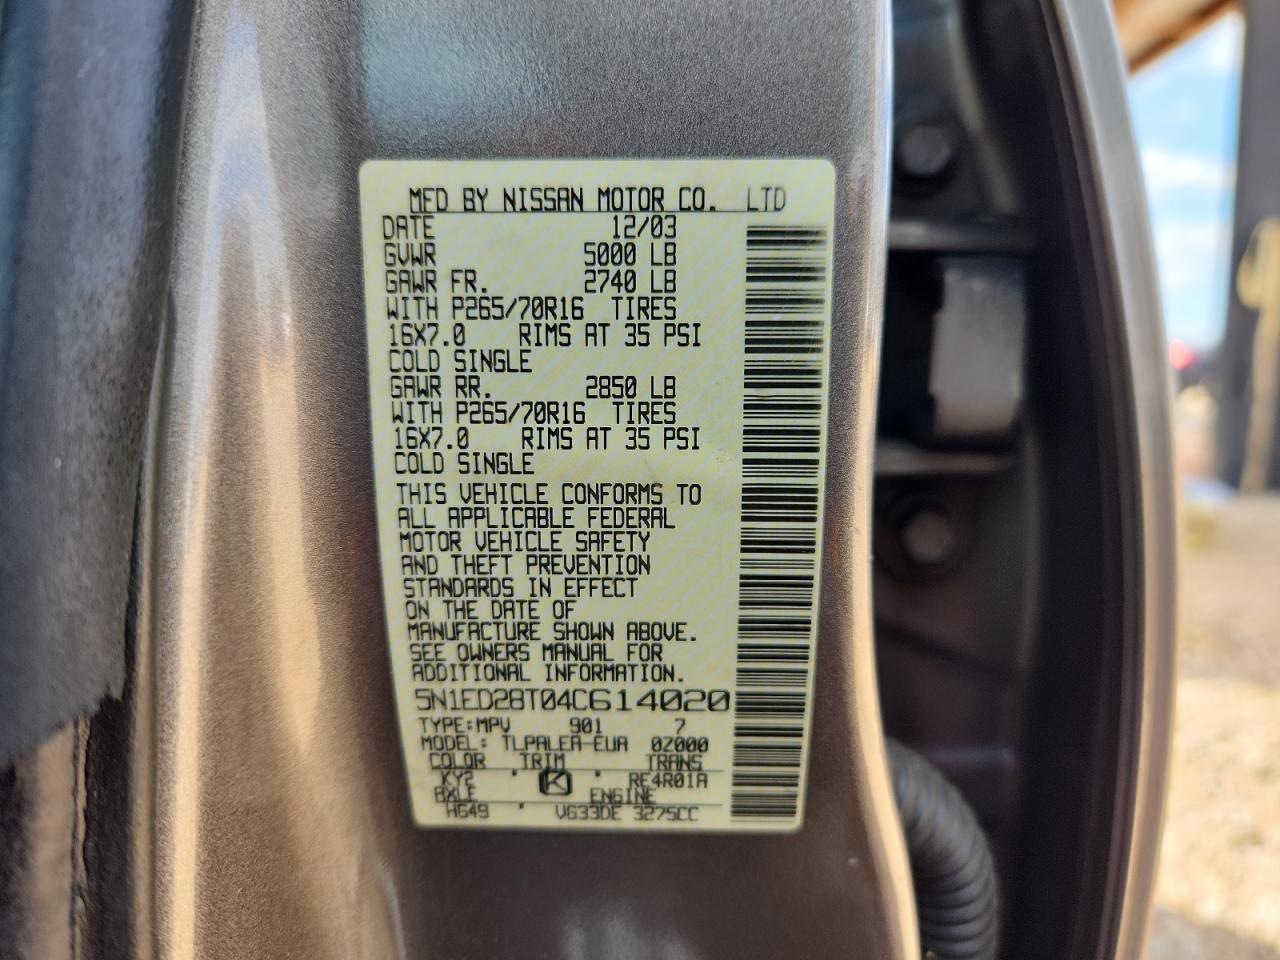 MFD BY NISSAN MOTOR CO. LTD
DATE 12/03
GVWR 5000 LB
GAWR FR. 2740 LB
WITH P265/70R16 TIRES
16X7.0 RIMS AT 35 PSI
COLD SINGLE
GAWR RR. 2850 LB
WITH P265/70R16 TIRES
16X7.0 RIMS AT 35 PSI
COLD SINGLE
THIS VEHICLE CONFORMS TO
ALL APPLICABLE FEDERAL
MOTOR VEHICLE SAFETY
AND THEFT PREVENTION
STANDARDS IN EFFECT
ON THE DATE OF
MANUFACTURE SHOWN ABOVE.
SEE OWNERS MANUAL FOR
ADDITIONAL INFORMATION.
5N1ED28T04C614020
TYPE:MPV 901 7
MODEL: TLPALEA-EUA 0Z000
COLOR TRIM TRANS
KY2 K RE4R01A
AXLE ENGINE
HG49 VG33DE 3275CC